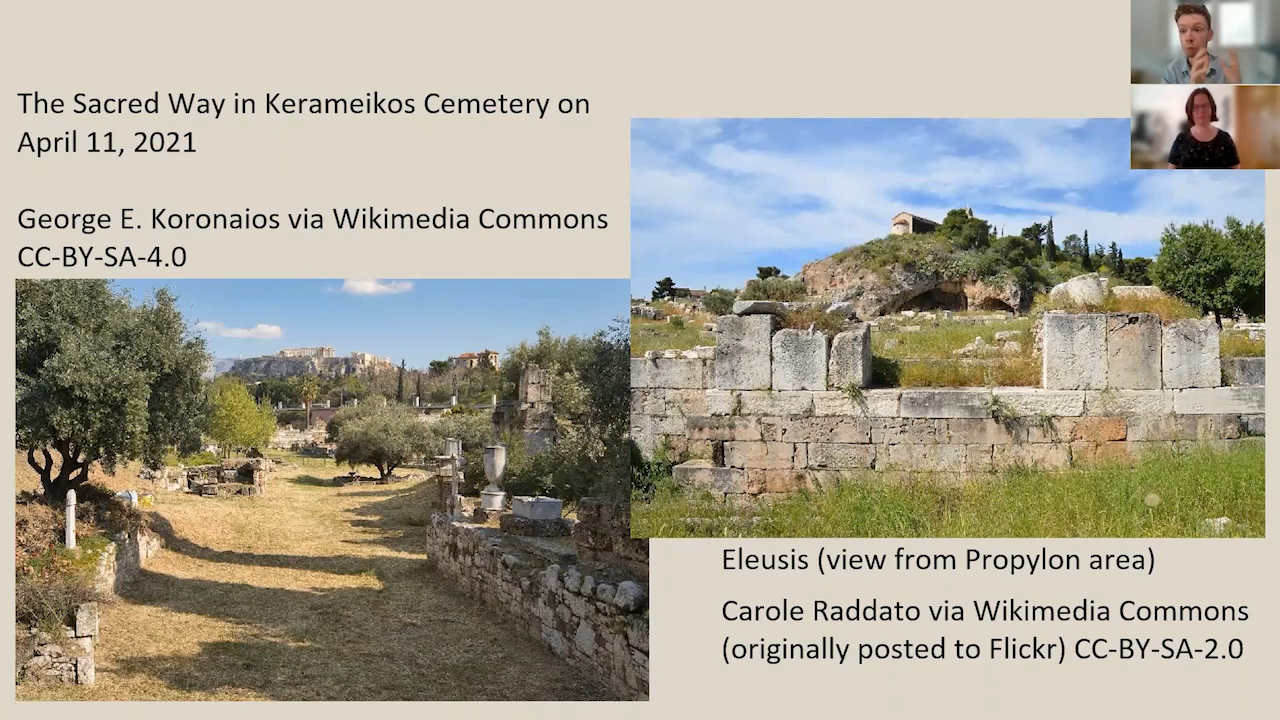 The Sacred Way in Kerameikos Cemetery on
April 11, 2021
George E. Koronaios via Wikimedia Commons
CC-BY-SA-4.0
Eleusis (view from Propylon area)
Carole Raddato via Wikimedia Commons
(originally posted to Flickr) CC-BY-SA-2.0